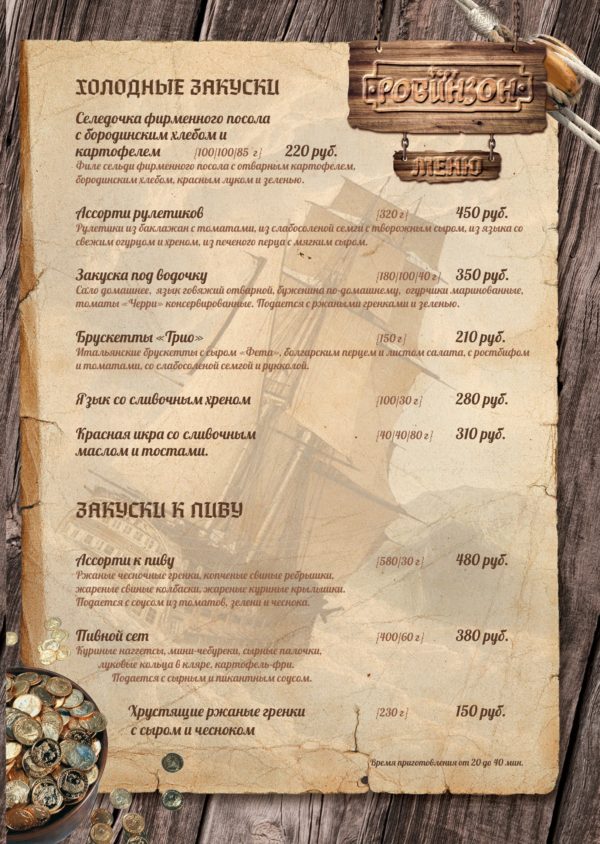 РОБИНЗОН
МЕНЮ
ХОЛОДНЫЕ ЗАКУСКИ
Селедочка фирменного посола
с бородинским хлебом и
картофелем [100/100/85 г] 220 руб.
Филе сельди фирменного посола с отварным картофелем,
бородинским хлебом, красным луком и зеленью.
Ассорти рулетиков [320 г] 450 руб.
Рулетики из баклажан с томатами, из слабосоленой семги с творожным сыром, из языка со
свежим огурцом и хреном, из печеного перца с мягким сыром.
Закуска под водочку [180/100/40 г] 350 руб.
Сало домашнее, язык говяжий отварной, буженина по-домашнему, огурчики маринованные,
томаты «Черри» консервированные. Подается с ржаными гренками и зеленью.
Брускетты «Трио» [150 г] 210 руб.
Итальянские брускетты с сыром «Фета», болгарским перцем и листом салата, с ростбифом
и томатами, со слабосоленой семгой и рукколой.
Язык со сливочным хреном [100/30 г] 280 руб.
Красная икра со сливочным [40/40/80 г] 310 руб.
маслом и тостами.
ЗАКУСКИ К ПИВУ
Ассорти к пиву [580/30 г] 480 руб.
Ржаные чесночные гренки, копченые свиные ребрышки,
жареные свиные колбаски, жареные куриные крылышки.
Подается с соусом из томатов, зелени и чеснока.
Пивной сет [400/60 г] 380 руб.
Куриные наггетсы, мини-чебуреки, сырные палочки,
луковые кольца в кляре, картофель-фри.
Подается с сырным и пикантным соусом.
Хрустящие ржаные гренки [230 г] 150 руб.
с сыром и чесноком
Время приготовления от 20 до 40 мин.